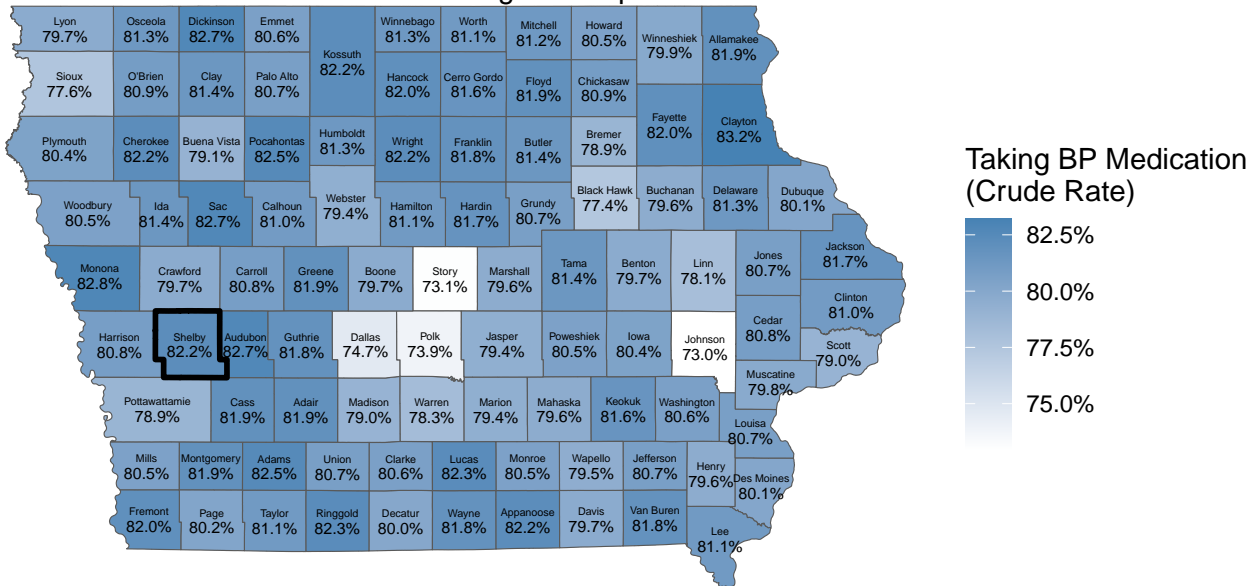 Lyon
79.7%
Osceola
81.3%
Dickinson
82.7%
Emmet
80.6%
Kossuth
82.2%
Winnebago
81.3%
Worth
81.1%
Mitchell
81.2%
Howard
80.5%
Winneshiek
79.9%
Allamakee
81.9%
Sioux
77.6%
O'Brien
80.9%
Clay
81.4%
Palo Alto
80.7%
Hancock
82.0%
Cerro Gordo
81.6%
Floyd
81.9%
Chickasaw
80.9%
Fayette
82.0%
Clayton
83.2%
Plymouth
80.4%
Cherokee
82.2%
Buena Vista
79.1%
Pocahontas
82.5%
Humboldt
81.3%
Wright
82.2%
Franklin
81.8%
Butler
81.4%
Bremer
78.9%
Woodbury
80.5%
Ida
81.4%
Sac
82.7%
Calhoun
81.0%
Webster
79.4%
Hamilton
81.1%
Hardin
81.7%
Grundy
80.7%
Black Hawk
77.4%
Buchanan
79.6%
Delaware
81.3%
Dubuque
80.1%
Monona
82.8%
Crawford
79.7%
Carroll
80.8%
Greene
81.9%
Boone
79.7%
Story
73.1%
Marshall
79.6%
Tama
81.4%
Benton
79.7%
Linn
78.1%
Jones
80.7%
Jackson
81.7%
Clinton
81.0%
Harrison
80.8%
Shelby
82.2%
Audubon
82.7%
Guthrie
81.8%
Dallas
74.7%
Polk
73.9%
Jasper
79.4%
Poweshiek
80.5%
Iowa
80.4%
Johnson
73.0%
Cedar
80.8%
Scott
79.0%
Muscatine
79.8%
Pottawattamie
78.9%
Cass
81.9%
Adair
81.9%
Madison
79.0%
Warren
78.3%
Marion
79.4%
Mahaska
79.6%
Keokuk
81.6%
Washington
80.6%
Louisa
80.7%
Mills
80.5%
Montgomery
81.9%
Adams
82.5%
Union
80.7%
Clarke
80.6%
Lucas
82.3%
Monroe
80.5%
Wapello
79.5%
Jefferson
80.7%
Henry
79.6%
Des Moines
80.1%
Fremont
82.0%
Page
80.2%
Taylor
81.1%
Ringgold
82.3%
Decatur
80.0%
Wayne
81.8%
Appanoose
82.2%
Davis
79.7%
Van Buren
81.8%
Lee
81.1%
Taking BP Medication
(Crude Rate)
82.5%
80.0%
77.5%
75.0%